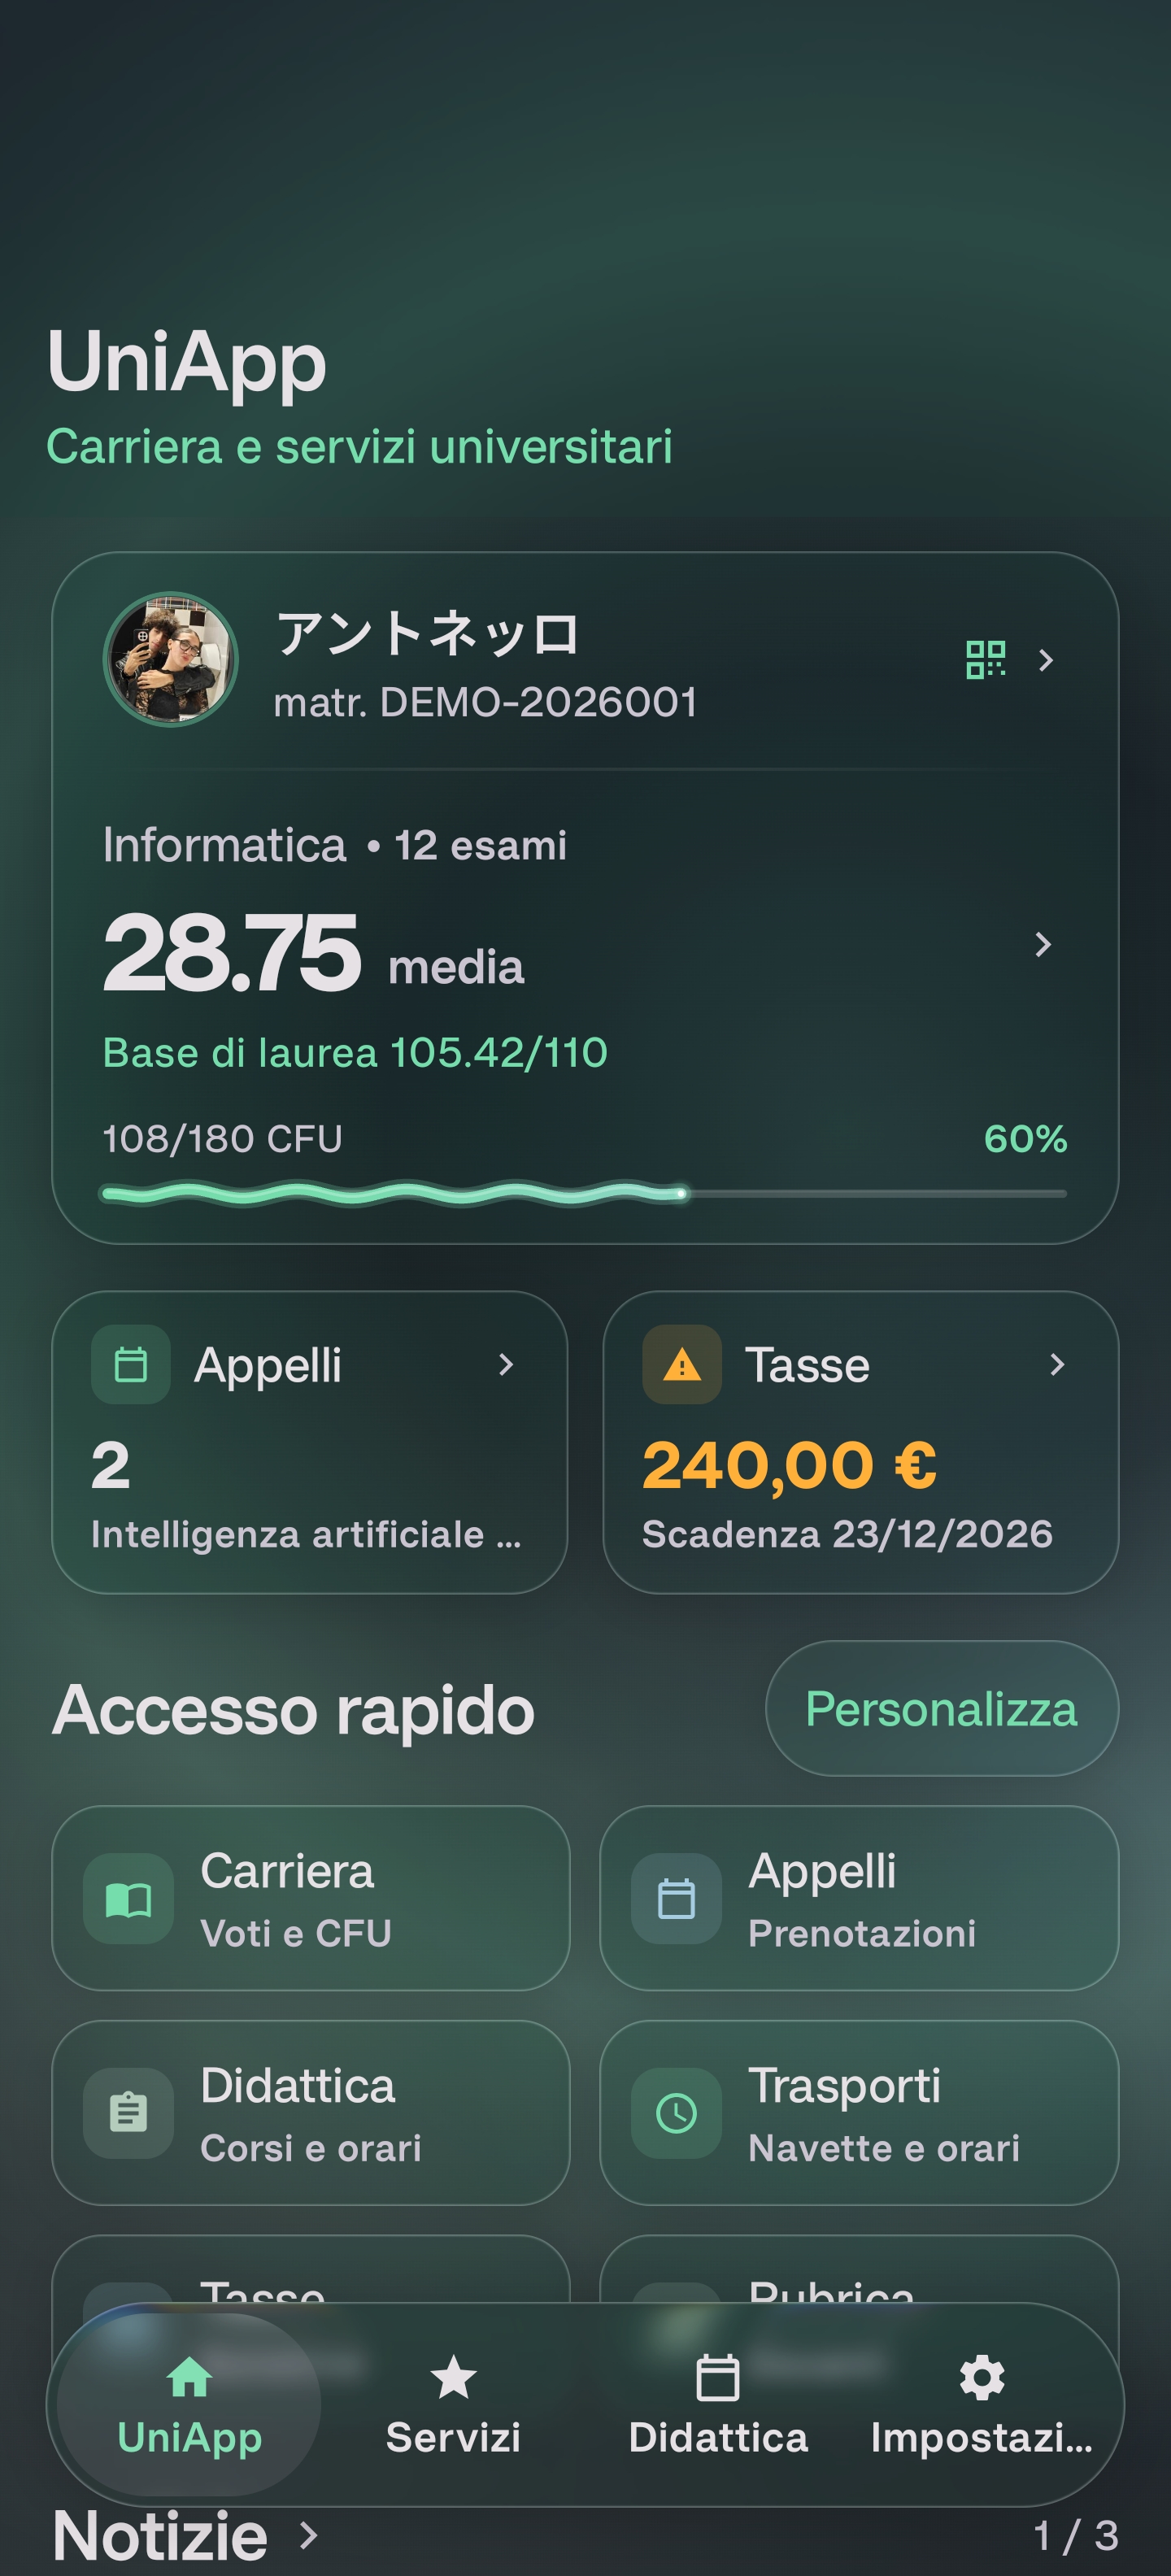 UniApp
Carriera e servizi universitari
アントネッロ
matr. DEMO-2026001
Informatica • 12 esami
28.75 media
Base di laurea 105.42/110
108/180 CFU 60%
Appelli
2
Intelligenza artificiale ...
Tasse
240,00 €
Scadenza 23/12/2026
Accesso rapido
Personalizza
Carriera
Voti e CFU
Appelli
Prenotazioni
Didattica
Corsi e orari
Trasporti
Navette e orari
Tasse
Rubrica
UniApp
Servizi
Didattica
Impostazi...
Notizie
1 / 3